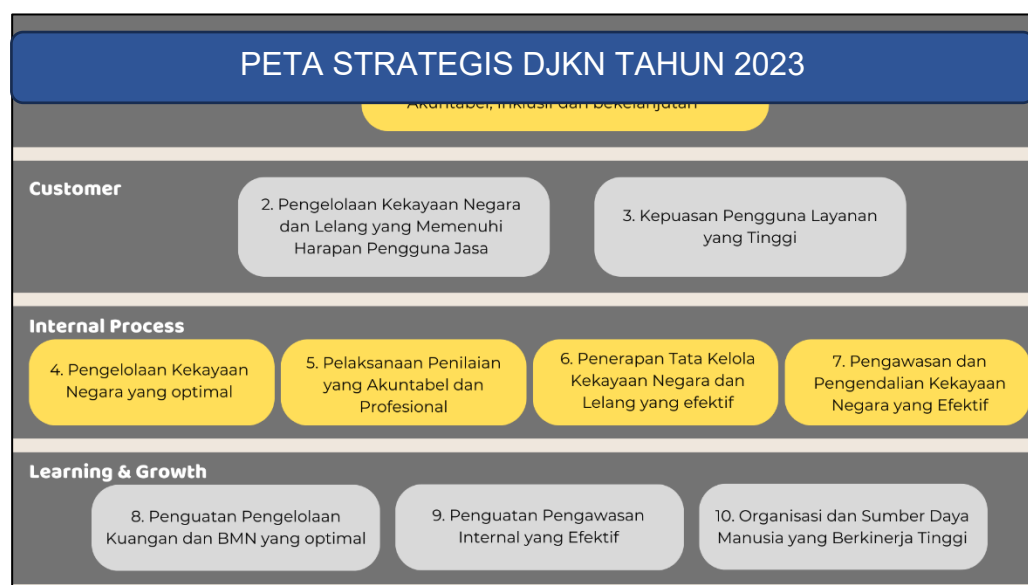 PETA STRATEGIS DJKN TAHUN 2023
Akuntabel, inklusif dan bekelanjutan
Customer
2. Pengelolaan Kekayaan Negara
dan Lelang yang Memenuhi
Harapan Pengguna Jasa
3. Kepuasan Pengguna Layanan
yang Tinggi
Internal Process
4. Pengelolaan Kekayaan
Negara yang optimal
5. Pelaksanaan Penilaian
yang Akuntabel dan
Profesional
6. Penerapan Tata Kelola
Kekayaan Negara dan
Lelang yang efektif
7. Pengawasan dan
Pengendalian Kekayaan
Negara yang Efektif
Learning & Growth
8. Penguatan Pengelolaan
Kuangan dan BMN yang optimal
9. Penguatan Pengawasan
Internal yang Efektif
10. Organisasi dan Sumber Daya
Manusia yang Berkinerja Tinggi